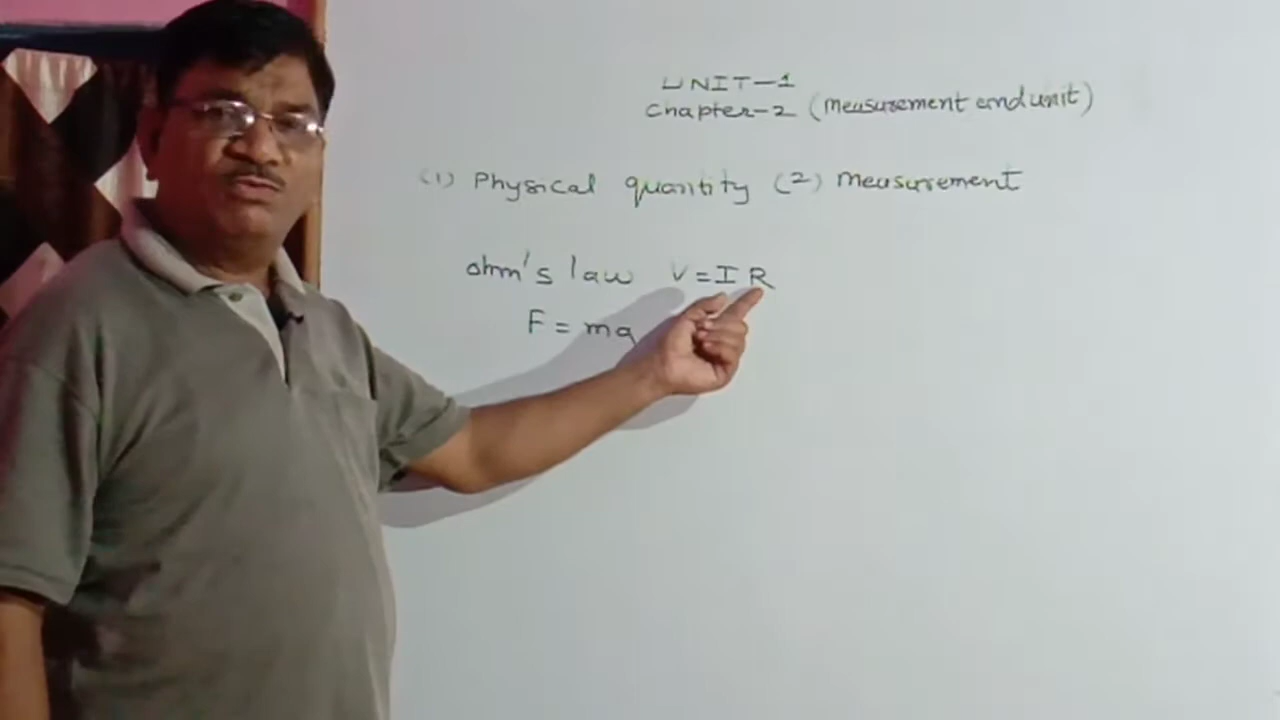 UNIT-1
Chapter-2 (measurement and unit)
(1) Physical quantity (2) measurement
ohm's law V = I R
F = ma